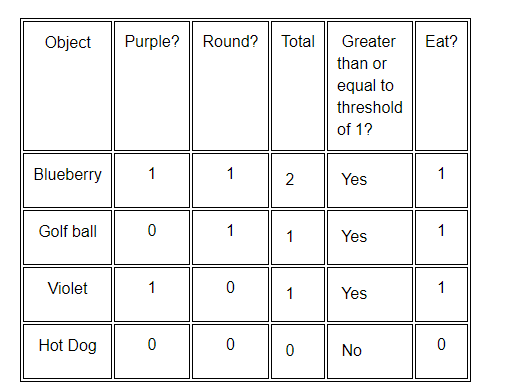 Object Purple? Round? Total Greater than or equal to threshold of 1? Eat?
Blueberry 1 1 2 Yes 1
Golf ball 0 1 1 Yes 1
Violet 1 0 1 Yes 1
Hot Dog 0 0 0 No 0